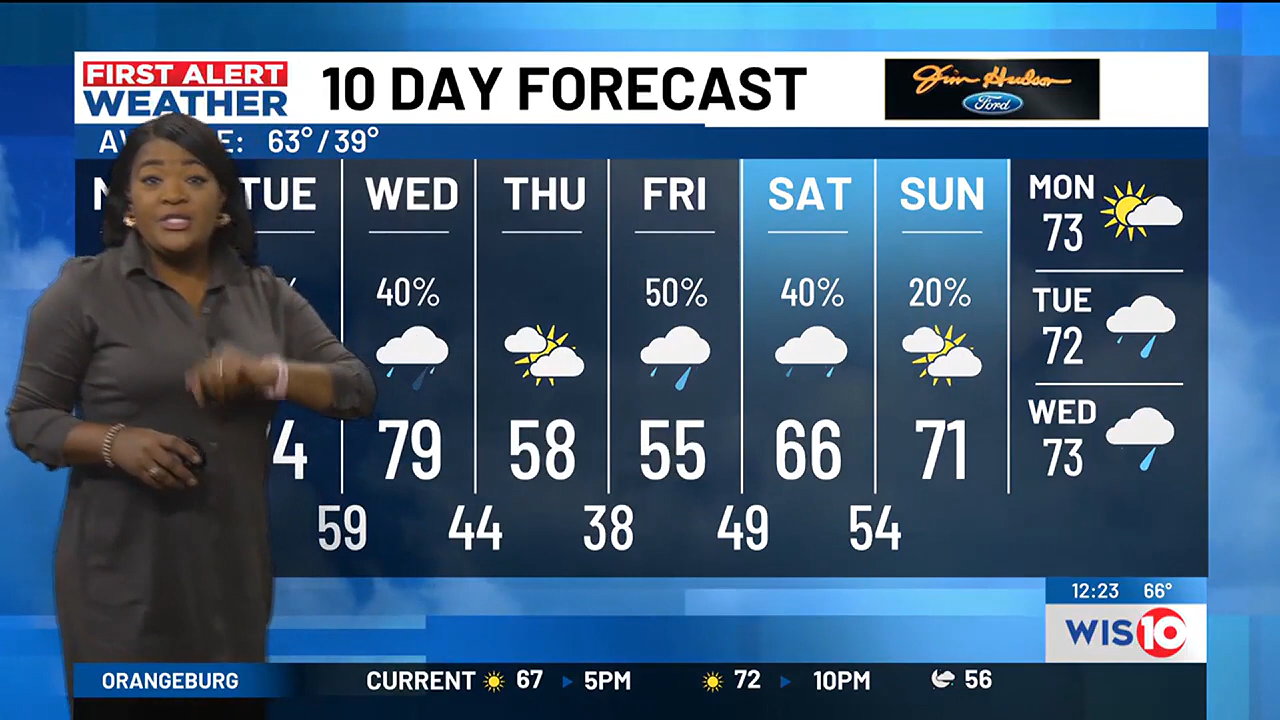 FIRST ALERT
WEATHER
10 DAY FORECAST
Jim Hudson
Ford
63°/39°
TUE WED THU FRI SAT SUN
40% 50% 40% 20%
79 58 55 66 71
59 44 38 49 54
MON
73
TUE
72
WED
73
12:23 66°
WIS10
ORANGEBURG CURRENT 67 5PM 72 10PM 56